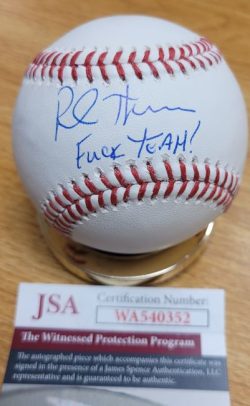 FUCK YEAH!
JSA
Certification Number:
WA540352
The Witnessed Protection Program
The autographed piece which accompanies this certificate was
signed in the presence of a James Spence Authentication, LLC
representative and is guaranteed to be authentic.